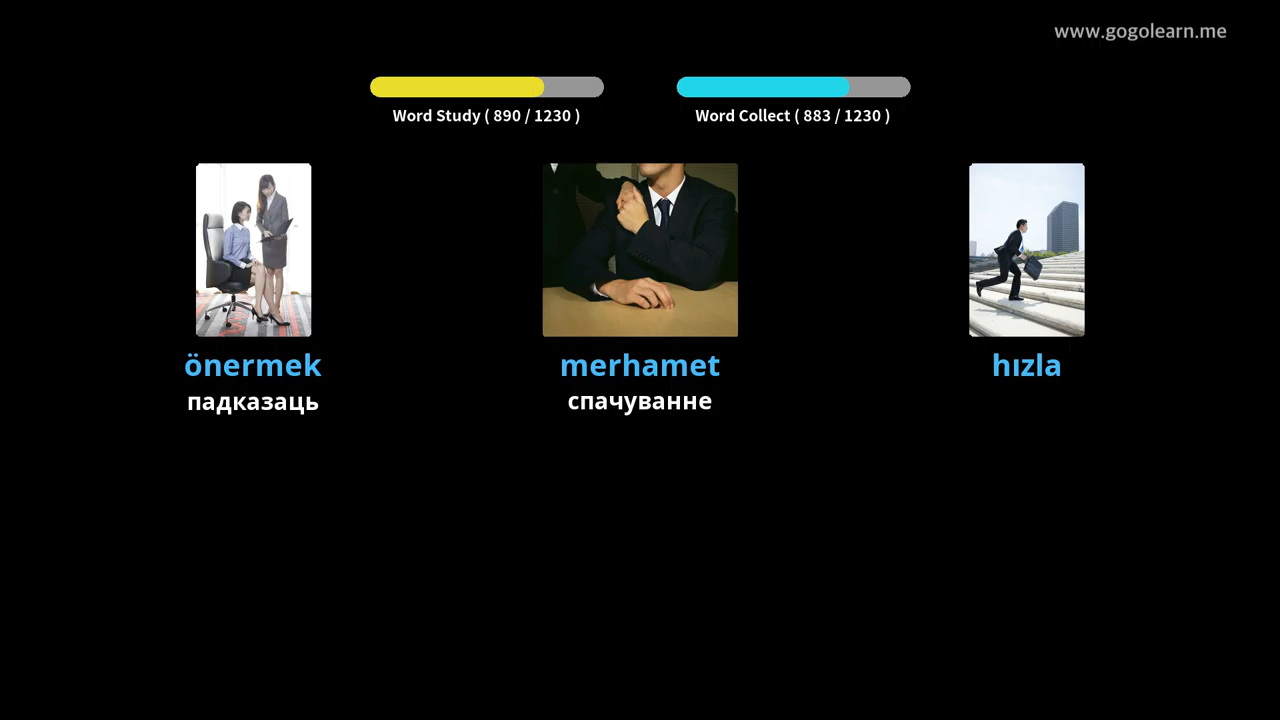 www.gogolearn.me
Word Study ( 890 / 1230 )
Word Collect ( 883 / 1230 )
önermek
падказаць
merhamet
спачуванне
hızla